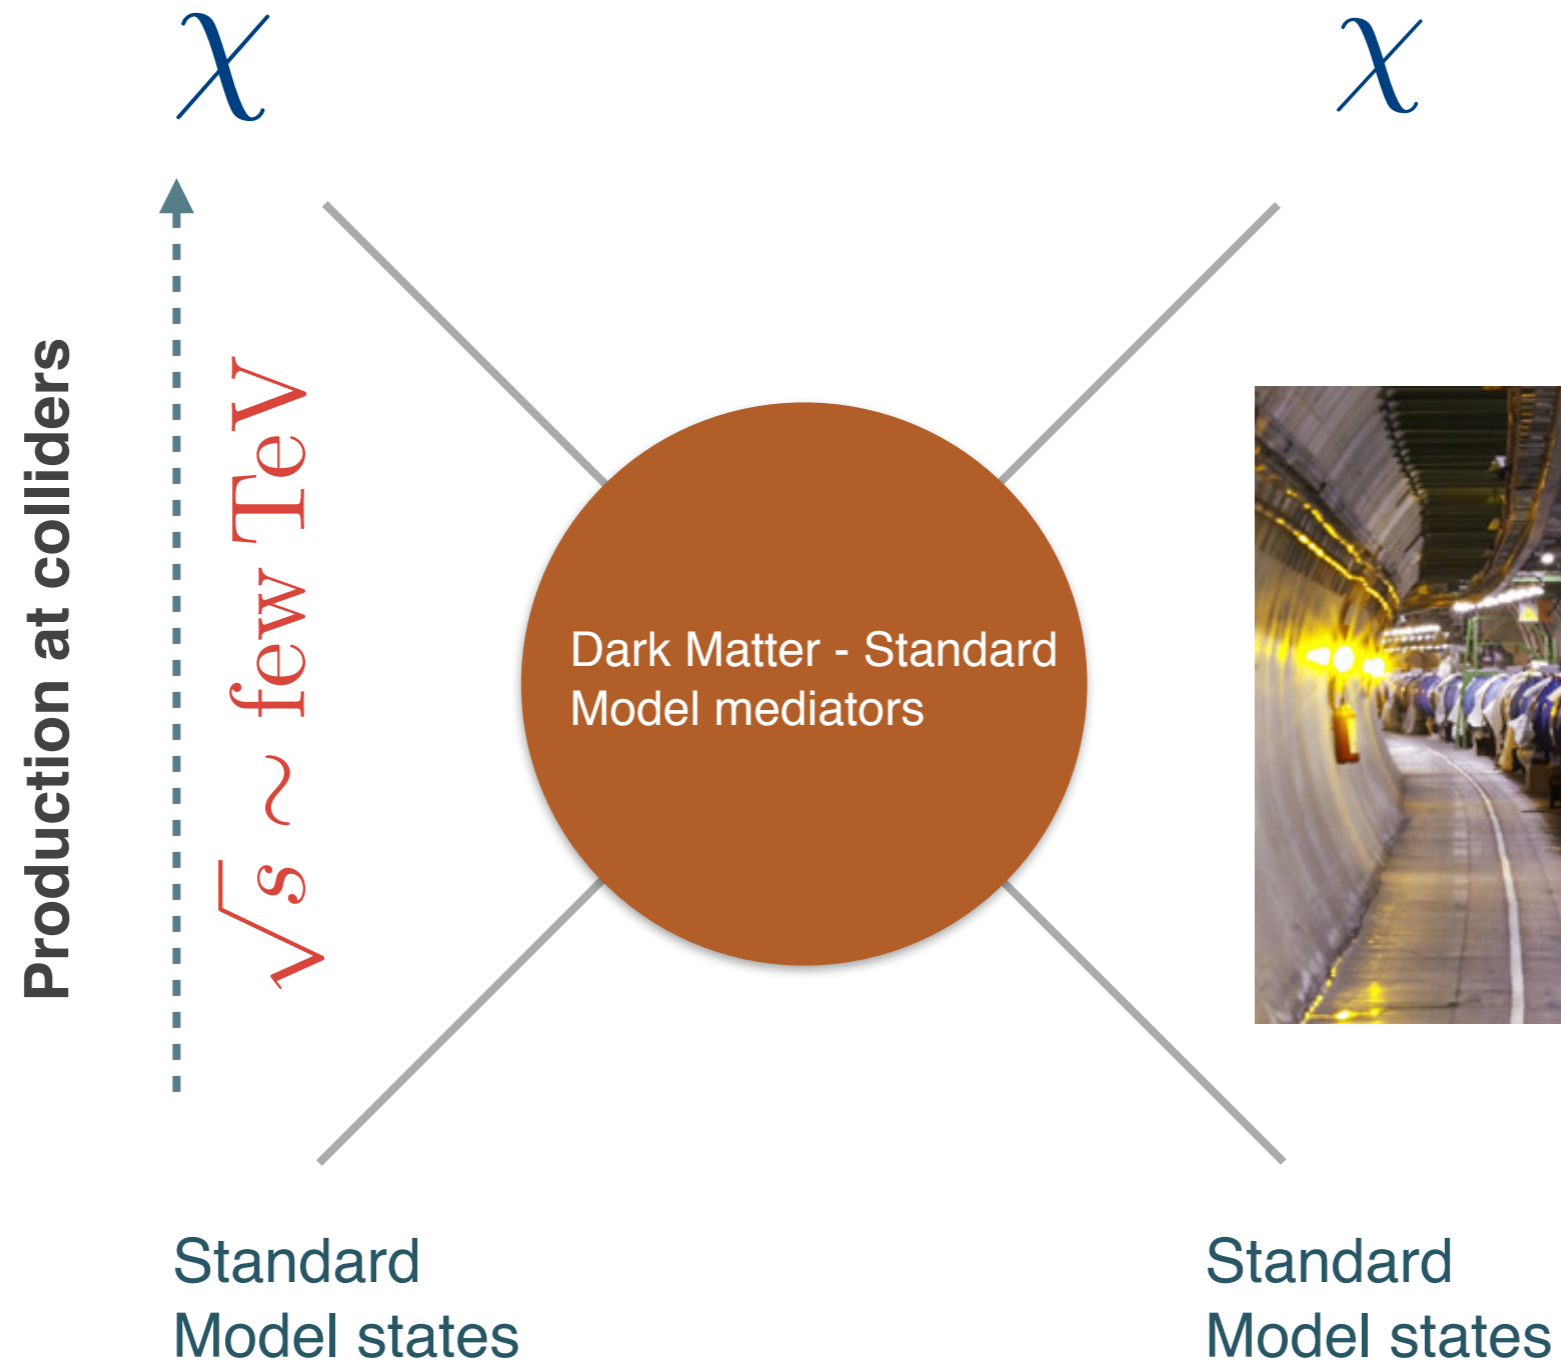 χ
χ
Production at colliders
√s ~ few TeV
Dark Matter - Standard
Model mediators
Standard
Model states
Standard
Model states